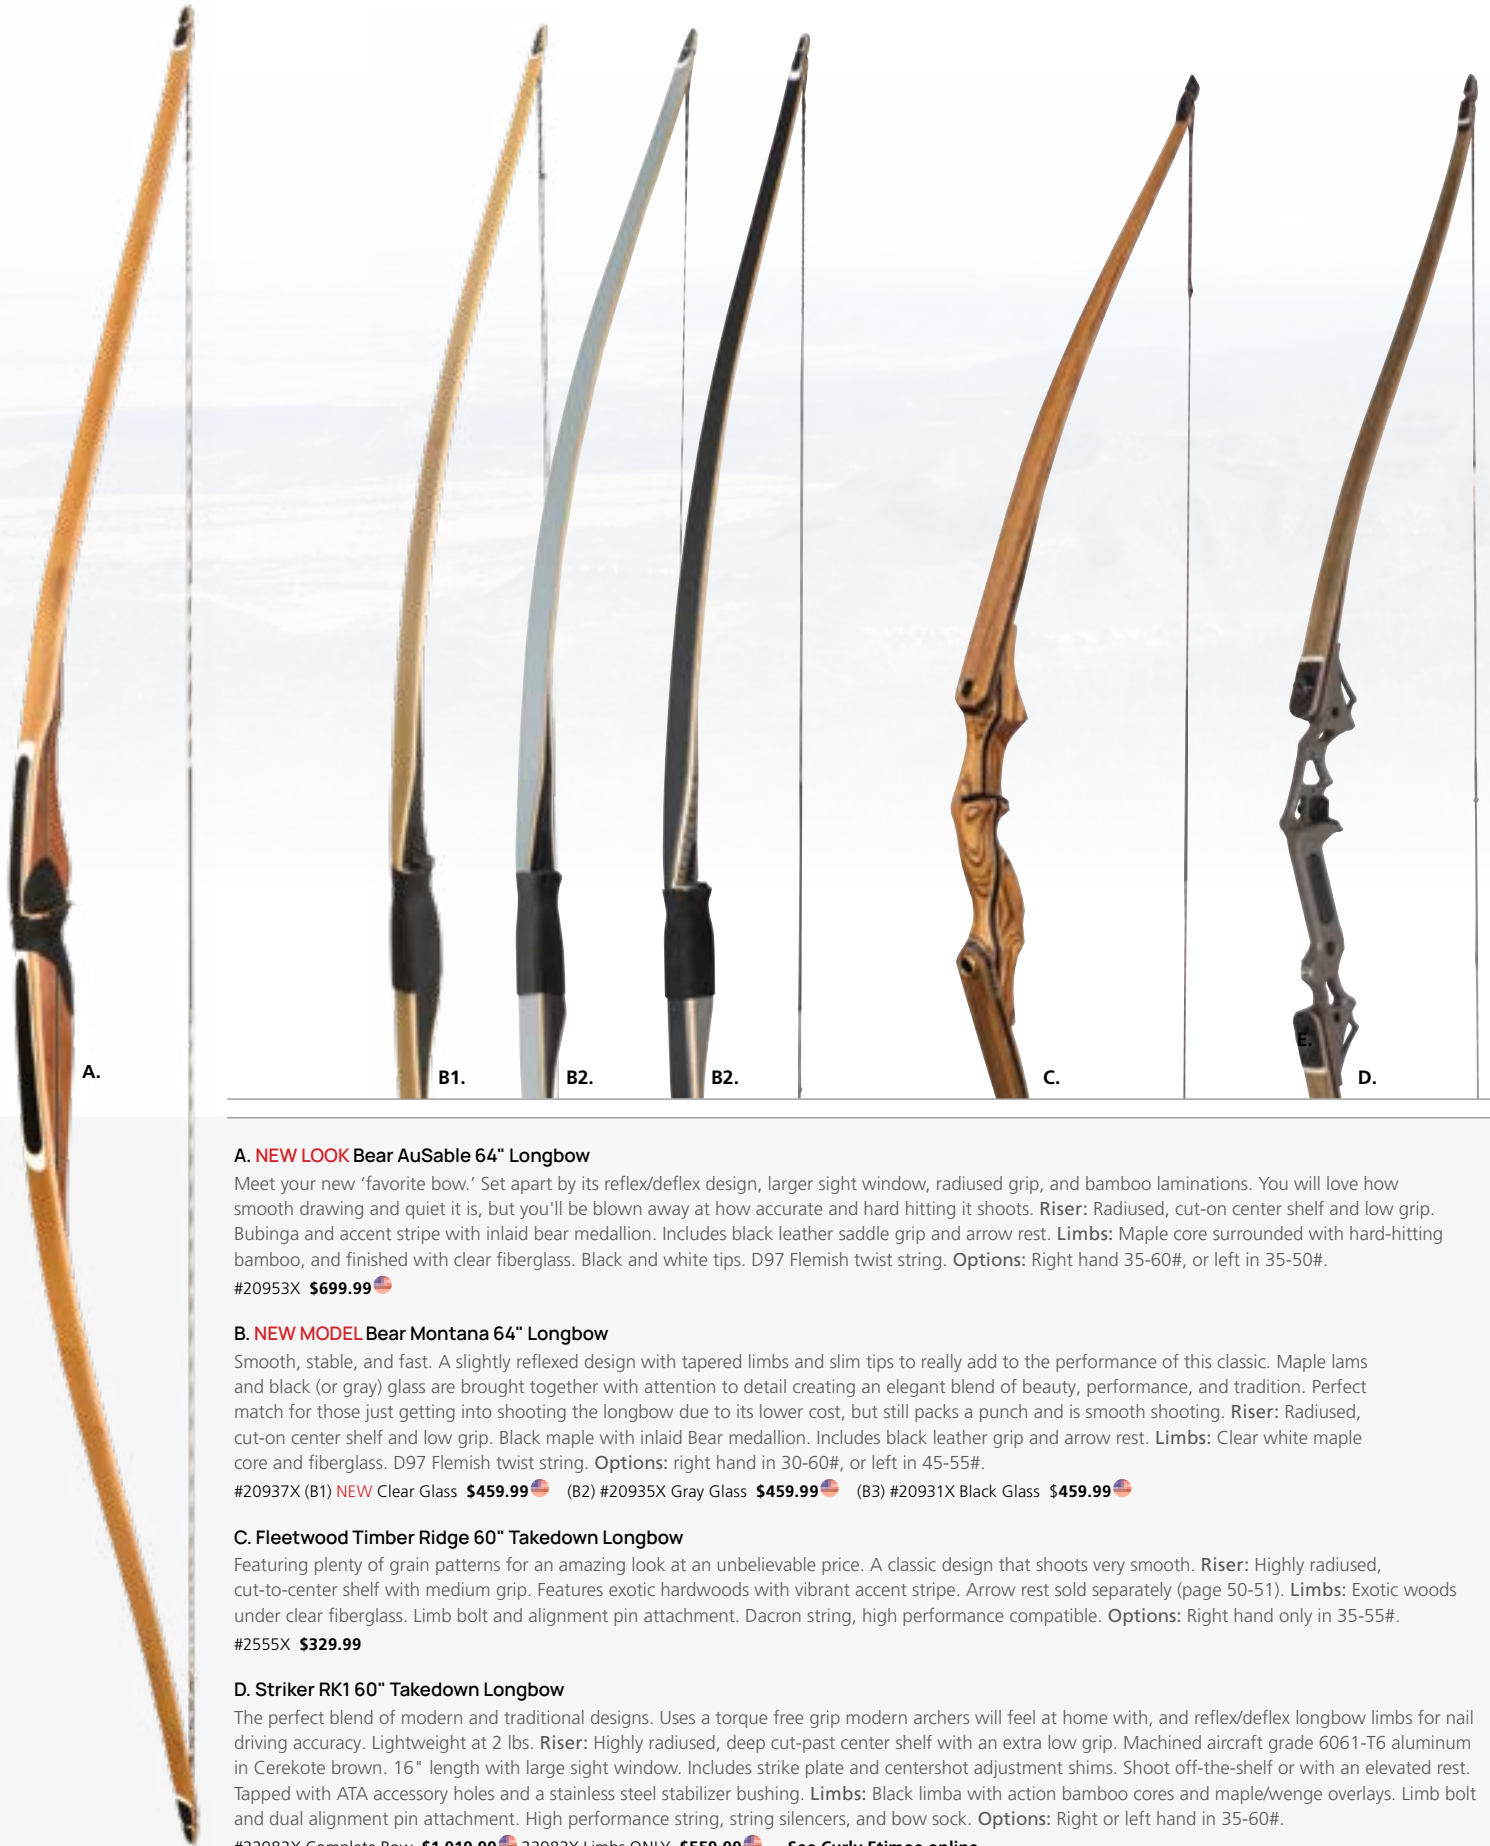 A.
B1.
B2.
B2.
C.
E.
D.
A. NEW LOOK Bear AuSable 64" Longbow
Meet your new ‘favorite bow.’ Set apart by its reflex/deflex design, larger sight window, radiused grip, and bamboo laminations. You will love how
smooth drawing and quiet it is, but you'll be blown away at how accurate and hard hitting it shoots. Riser: Radiused, cut-on center shelf and low grip.
Bubinga and accent stripe with inlaid bear medallion. Includes black leather saddle grip and arrow rest. Limbs: Maple core surrounded with hard-hitting
bamboo, and finished with clear fiberglass. Black and white tips. D97 Flemish twist string. Options: Right hand 35-60#, or left in 35-50#.
#20953X $699.99
B. NEW MODEL Bear Montana 64" Longbow
Smooth, stable, and fast. A slightly reflexed design with tapered limbs and slim tips to really add to the performance of this classic. Maple lams
and black (or gray) glass are brought together with attention to detail creating an elegant blend of beauty, performance, and tradition. Perfect
match for those just getting into shooting the longbow due to its lower cost, but still packs a punch and is smooth shooting. Riser: Radiused,
cut-on center shelf and low grip. Black maple with inlaid Bear medallion. Includes black leather grip and arrow rest. Limbs: Clear white maple
core and fiberglass. D97 Flemish twist string. Options: right hand in 30-60#, or left in 45-55#.
#20937X (B1) NEW Clear Glass $459.99 (B2) #20935X Gray Glass $459.99 (B3) #20931X Black Glass $459.99
C. Fleetwood Timber Ridge 60" Takedown Longbow
Featuring plenty of grain patterns for an amazing look at an unbelievable price. A classic design that shoots very smooth. Riser: Highly radiused,
cut-to-center shelf with medium grip. Features exotic hardwoods with vibrant accent stripe. Arrow rest sold separately (page 50-51). Limbs: Exotic woods
under clear fiberglass. Limb bolt and alignment pin attachment. Dacron string, high performance compatible. Options: Right hand only in 35-55#.
#2555X $329.99
D. Striker RK1 60" Takedown Longbow
The perfect blend of modern and traditional designs. Uses a torque free grip modern archers will feel at home with, and reflex/deflex longbow limbs for nail
driving accuracy. Lightweight at 2 lbs. Riser: Highly radiused, deep cut-past center shelf with an extra low grip. Machined aircraft grade 6061-T6 aluminum
in Cerekote brown. 16" length with large sight window. Includes strike plate and centershot adjustment shims. Shoot off-the-shelf or with an elevated rest.
Tapped with ATA accessory holes and a stainless steel stabilizer bushing. Limbs: Black limba with action bamboo cores and maple/wenge overlays. Limb bolt
and dual alignment pin attachment. High performance string, string silencers, and bow sock. Options: Right or left hand in 35-60#.
Complete Bow $1,019.99 Limbs ONLY $559.99 See Curly Etimoe online